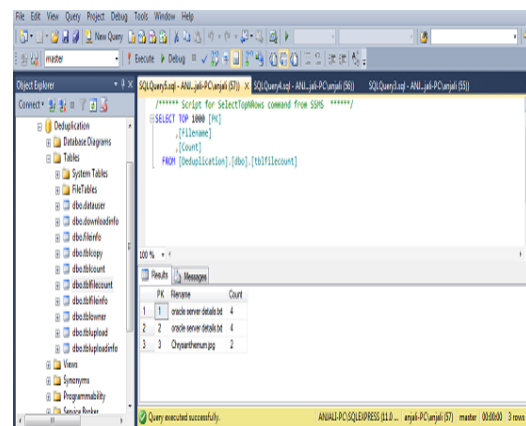 File Edit View Query Project Debug Tools Window Help
New Query
master
Execute
Debug
Object Explorer
Connect
Deduplication
Database Diagrams
Tables
System Tables
FileTables
dbo.datauser
dbo.downloadinfo
dbo.fileinfo
dbo.tblcopy
dbo.tblcount
dbo.tblfilecount
dbo.tblfileinfo
dbo.tblowner
dbo.tblupload
dbo.tbluploadinfo
Views
Synonyms
Programmability
Service Broker
SQLQuery5.sql - ANJ...jali-PC\anjali (57))
SQLQuery4.sql - ANJ...jali-PC\anjali (56))
SQLQuery3.sql - ANJ...jali-PC\anjali (55))
/****** Script for SelectTopNRows command from SSMS ******/
SELECT TOP 1000 [PK]
,[Filename]
,[Count]
FROM [Deduplication].[dbo].[tblfilecount]
100 %
Results Messages
PK Filename Count
1 1 oracle server details.txt 4
2 2 oracle server details.txt 4
3 3 Chrysanthemum.jpg 2
Query executed successfully.
ANJALI-PC\SQLEXPRESS (11.0 ... anjali-PC\anjali (57) master 00:00:00 3 rows